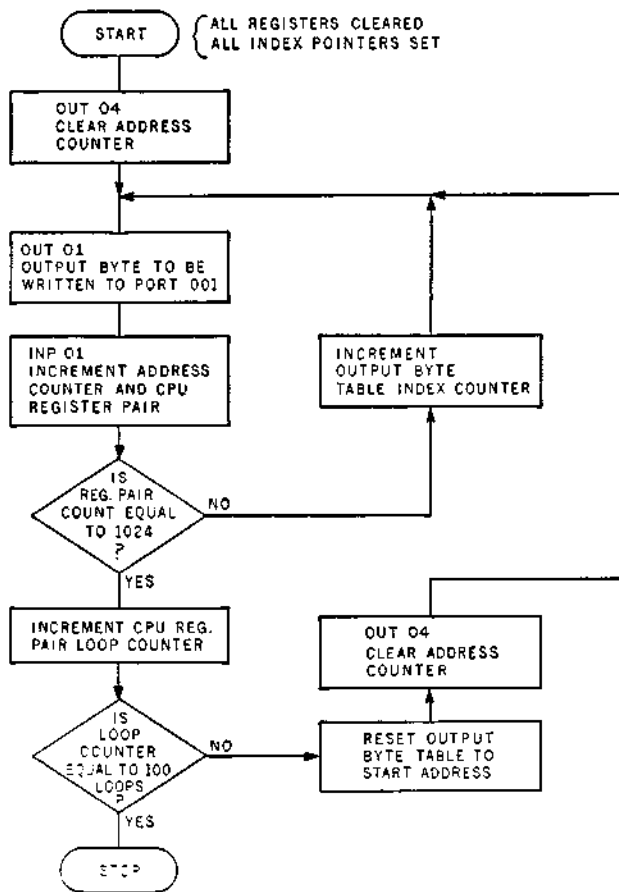 START
ALL REGISTERS CLEARED
ALL INDEX POINTERS SET
OUT 04
CLEAR ADDRESS
COUNTER
OUT 01
OUTPUT BYTE TO BE
WRITTEN TO PORT 001
INP 01
INCREMENT ADDRESS
COUNTER AND CPU
REGISTER PAIR
INCREMENT
OUTPUT BYTE
TABLE INDEX COUNTER
IS
REG. PAIR
COUNT EQUAL
TO 1024
?
NO
YES
INCREMENT CPU REG.
PAIR LOOP COUNTER
OUT 04
CLEAR ADDRESS
COUNTER
IS
LOOP
COUNTER
EQUAL TO 100
LOOPS
?
NO
RESET OUTPUT
BYTE TABLE TO
START ADDRESS
YES
STOP